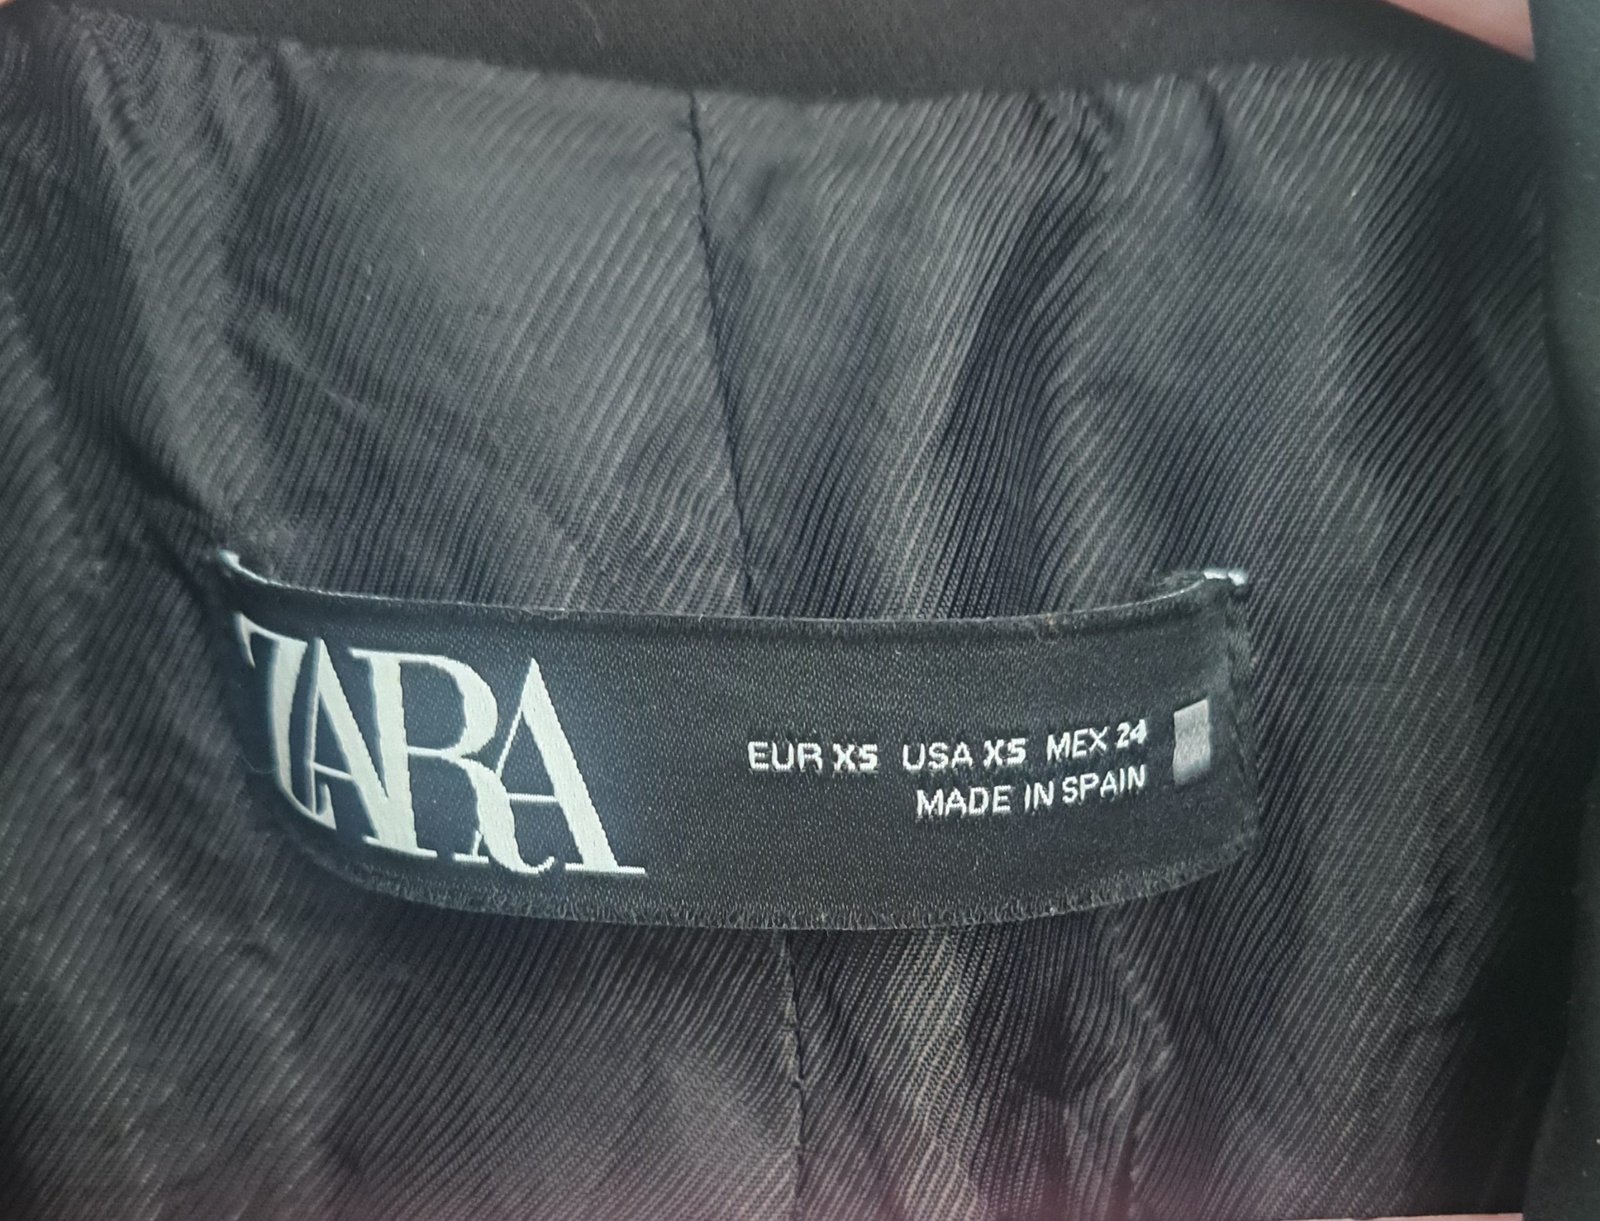 ZARA
EUR XS USA XS MEX 24
MADE IN SPAIN